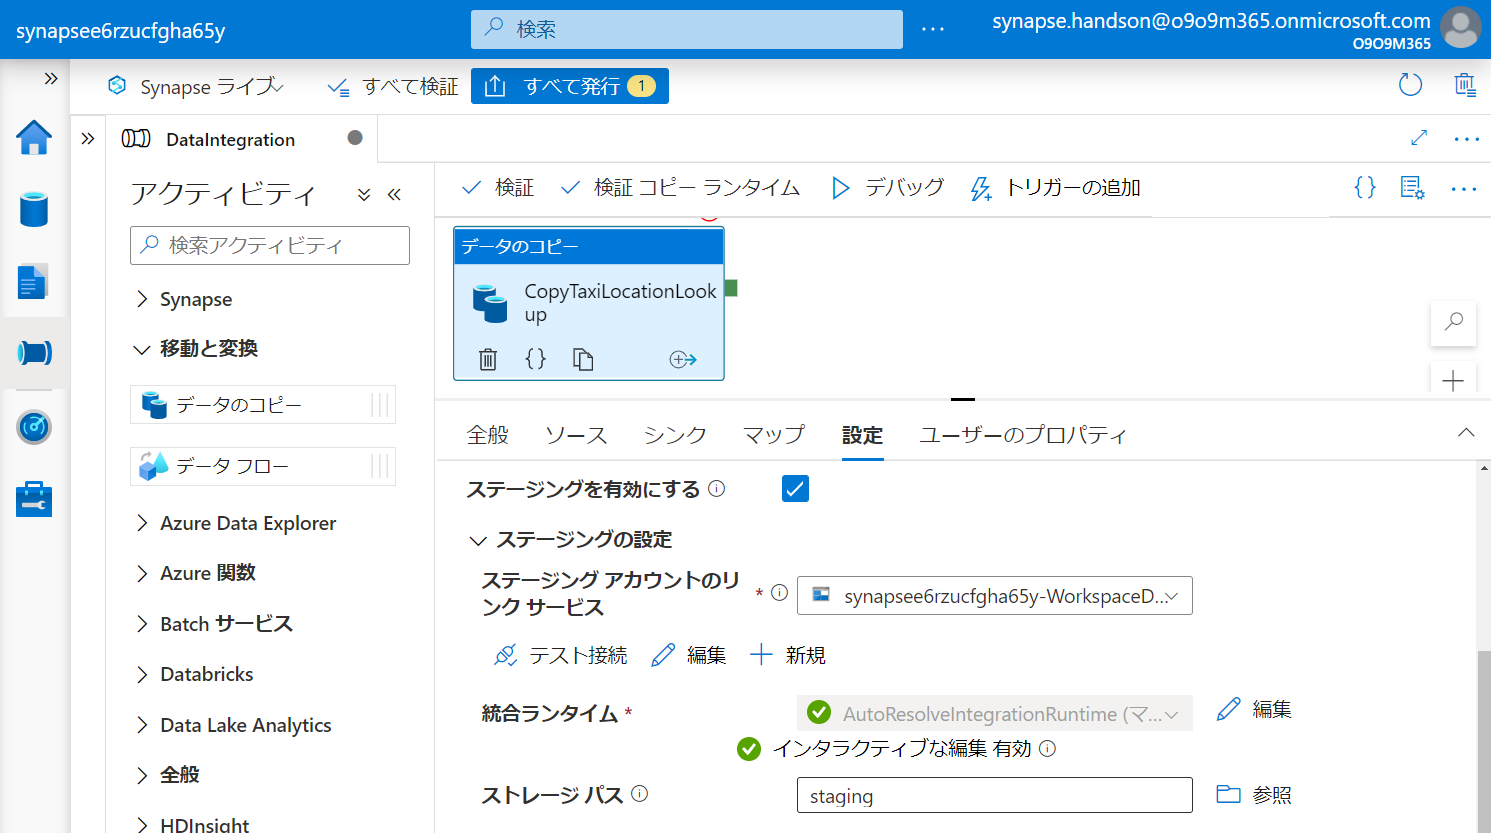 synapsee6rzucfgha65y
検索
synapse.handson@o9o9m365.onmicrosoft.com
O9O9M365
Synapse ライブ
すべて検証
すべて発行 1
DataIntegration
アクティビティ
検索アクティビティ
Synapse
移動と変換
データのコピー
データ フロー
Azure Data Explorer
Azure 関数
Batch サービス
Databricks
Data Lake Analytics
全般
HDInsight
検証
検証 コピー ランタイム
デバッグ
トリガーの追加
データのコピー
CopyTaxiLocationLook
up
全般
ソース
シンク
マップ
設定
ユーザーのプロパティ
ステージングを有効にする
ステージングの設定
ステージング アカウントのリ
ンク サービス *
synapsee6rzucfgha65y-WorkspaceD...
テスト接続
編集
新規
統合ランタイム *
AutoResolveIntegrationRuntime (マ...
編集
インタラクティブな編集 有効
ストレージ パス
staging
参照